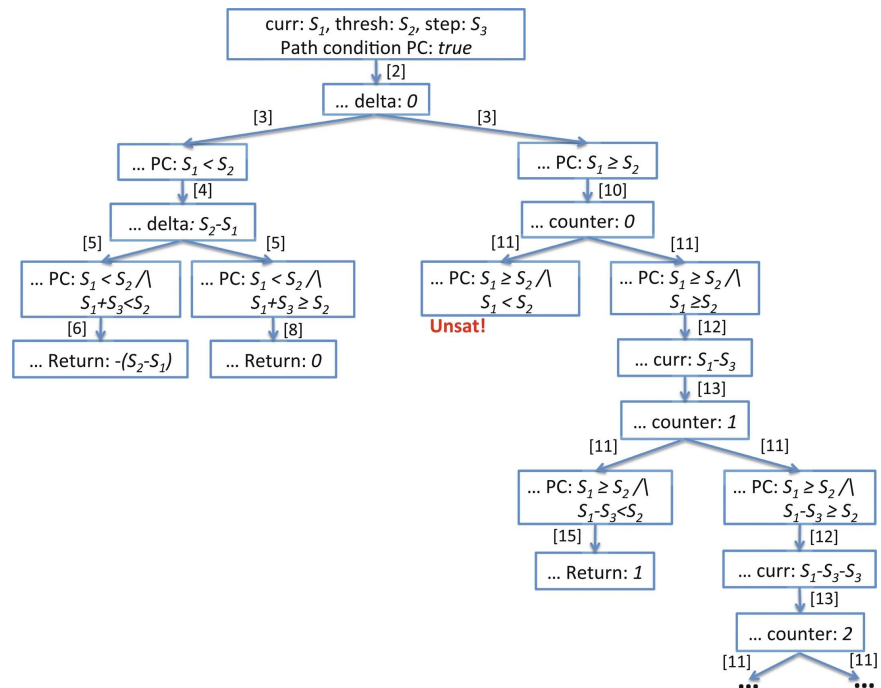 curr: S₁, thresh: S₂, step: S₃
Path condition PC: true
[2]
... delta: 0
[3]
[3]
... PC: S₁ < S₂
... PC: S₁ ≥ S₂
[4]
[10]
... delta: S₂-S₁
... counter: 0
[5]
[5]
[11]
[11]
... PC: S₁ < S₂ /\
S₁+S₃<S₂
... PC: S₁ < S₂ /\
S₁+S₃ ≥ S₂
... PC: S₁ ≥ S₂ /\
S₁ < S₂
... PC: S₁ ≥ S₂ /\
S₁ ≥S₂
Unsat!
[6]
[8]
[12]
... Return: -(S₂-S₁)
... Return: 0
... curr: S₁-S₃
[13]
... counter: 1
[11]
[11]
... PC: S₁ ≥ S₂ /\
S₁-S₃<S₂
... PC: S₁ ≥ S₂ /\
S₁-S₃ ≥ S₂
[15]
[12]
... Return: 1
... curr: S₁-S₃-S₃
[13]
... counter: 2
[11]
[11]
...
...